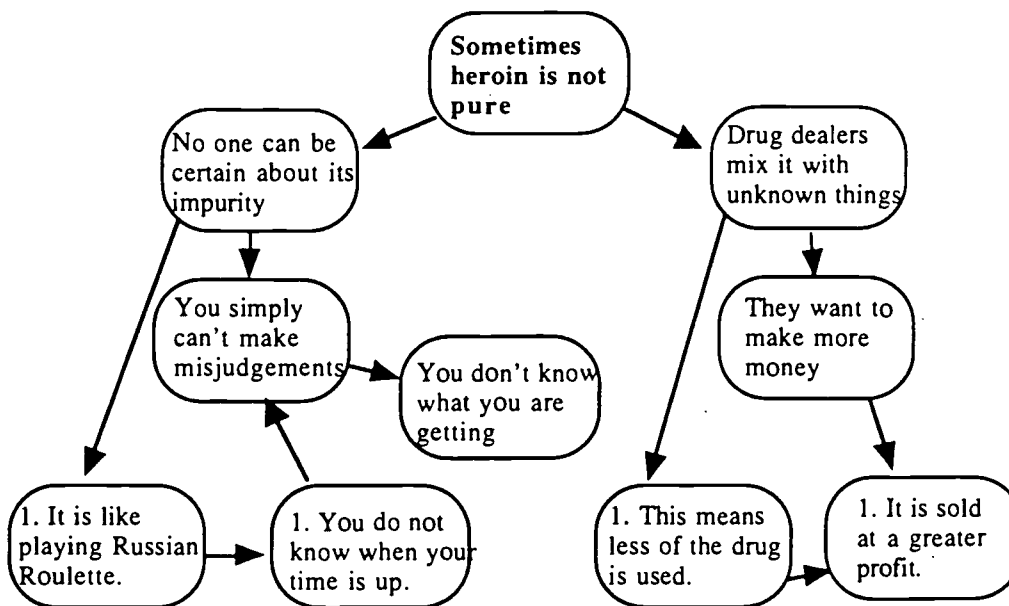 Sometimes
heroin is not
pure
No one can be
certain about its
impurity
Drug dealers
mix it with
unknown things
You simply
can't make
misjudgements
They want to
make more
money
You don't know
what you are
getting
1. It is like
playing Russian
Roulette.
1. You do not
know when your
time is up.
1. This means
less of the drug
is used.
1. It is sold
at a greater
profit.